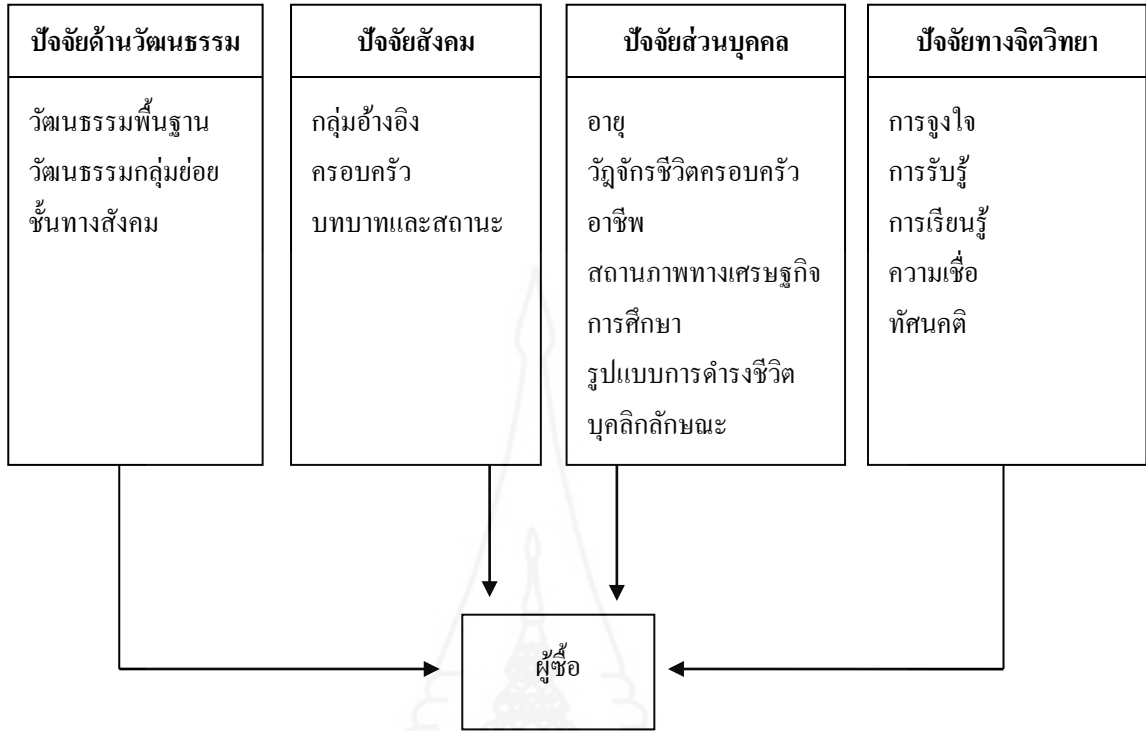 ปัจจัยด้านวัฒนธรรม
วัฒนธรรมพื้นฐาน
วัฒนธรรมกลุ่มย่อย
ชั้นทางสังคม
ปัจจัยสังคม
กลุ่มอ้างอิง
ครอบครัว
บทบาทและสถานะ
ปัจจัยส่วนบุคคล
อายุ
วัฎจักรชีวิตครอบครัว
อาชีพ
สถานภาพทางเศรษฐกิจ
การศึกษา
รูปแบบการดำรงชีวิต
บุคลิกลักษณะ
ปัจจัยทางจิตวิทยา
การจูงใจ
การรับรู้
การเรียนรู้
ความเชื่อ
ทัศนคติ
ผู้ซื้อ